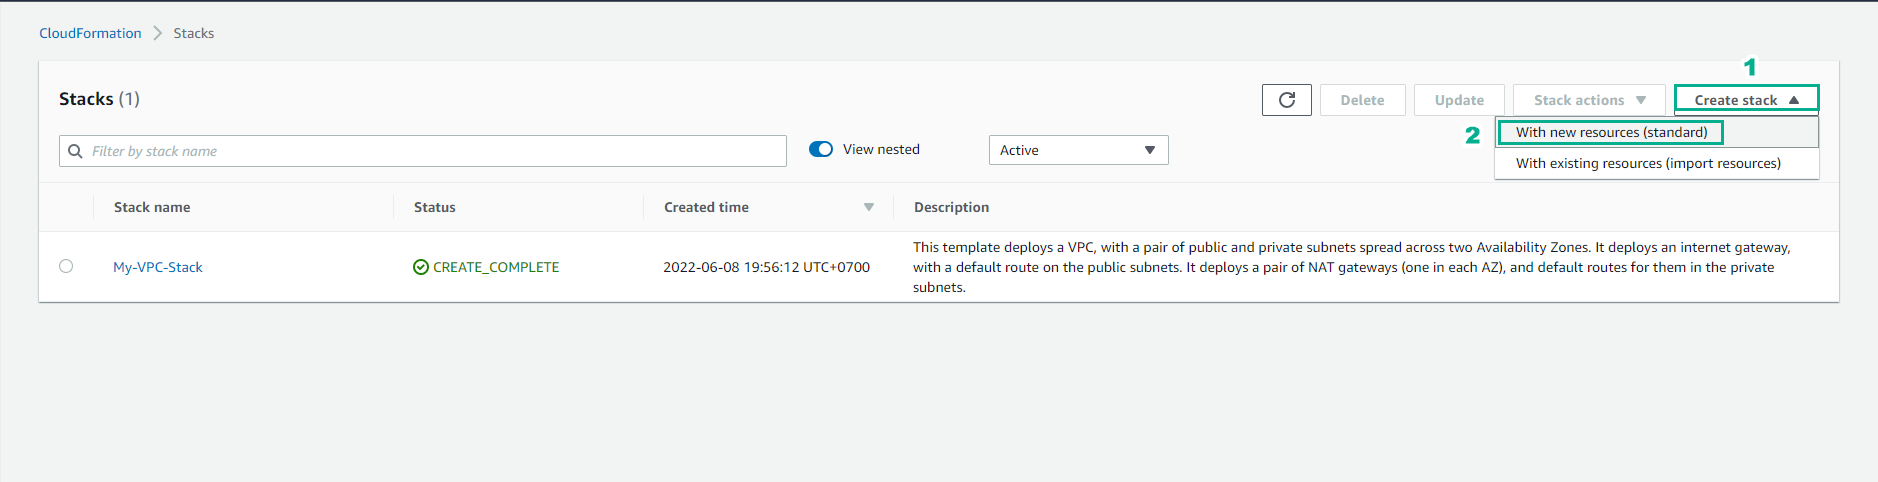 CloudFormation > Stacks
1
Stacks (1)
Delete
Update
Stack actions
Create stack
2
With new resources (standard)
With existing resources (import resources)
Filter by stack name
View nested
Active
Stack name
Status
Created time
Description
My-VPC-Stack
CREATE_COMPLETE
2022-06-08 19:56:12 UTC+0700
This template deploys a VPC, with a pair of public and private subnets spread across two Availability Zones. It deploys an internet gateway,
with a default route on the public subnets. It deploys a pair of NAT gateways (one in each AZ), and default routes for them in the private
subnets.